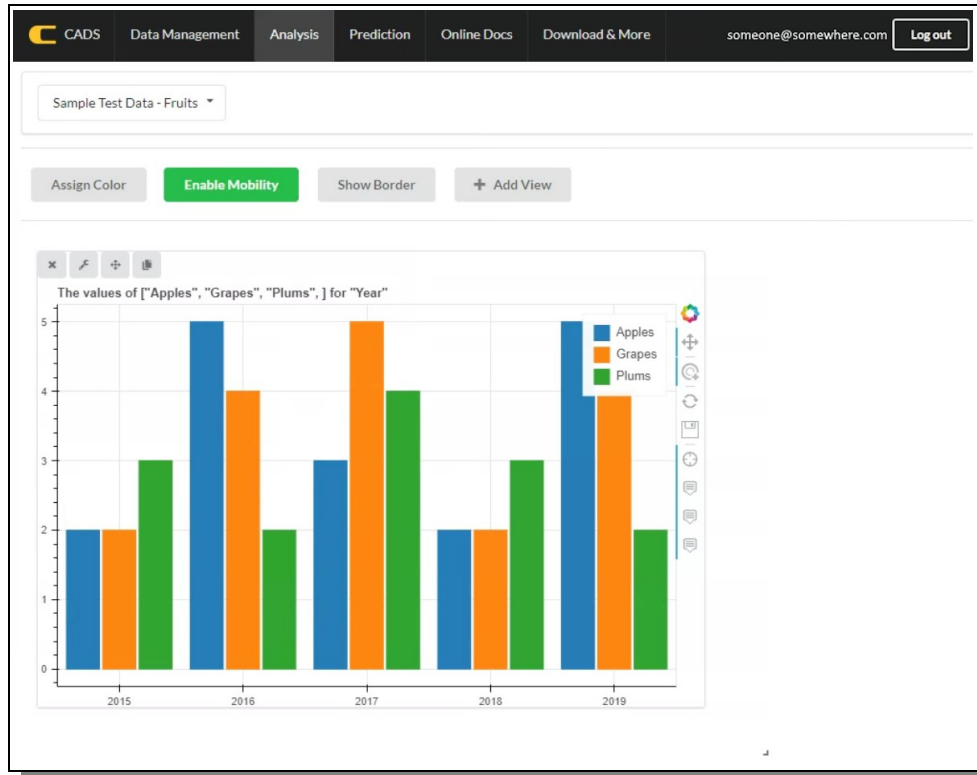 CADS Data Management Analysis Prediction Online Docs Download & More someone@somewhere.com Log out
Sample Test Data - Fruits
Assign Color Enable Mobility Show Border + Add View
The values of ["Apples", "Grapes", "Plums", ] for "Year"
5
4
3
2
1
0
Apples
Grapes
Plums
2015 2016 2017 2018 2019